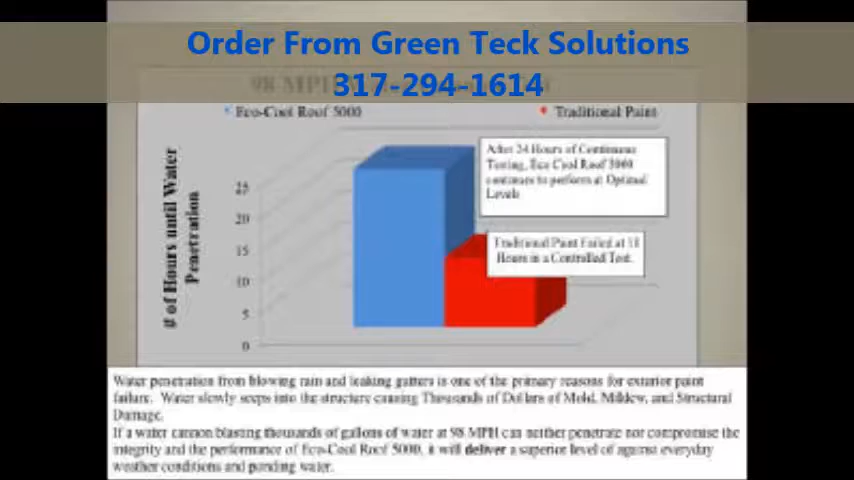 Order From Green Teck Solutions
317-294-1614
98 MPH
Eco-Cool Roof 5000
Traditional Paint
# of Hours until Water
Penetration
25
20
15
10
5
0
After 24 Hours of Continuous
Testing, Eco Cool Roof 5000
continues to perform at Optimal
Levels
Traditional Paint Failed at
Hours in a Controlled Test.
Water penetration from blowing rain and leaking gutters is one of the primary reasons for exterior paint
failure. Water slowly seeps into the structure causing Thousands of Dollars of Mold, Mildew, and Structural
Damage.
If a water cannon blasting thousands of gallons of water at 98 MPH can neither penetrate nor compromise the
integrity and the performance of Eco-Cool Roof 5000, it will deliver a superior level of against everyday
weather conditions and ponding water.